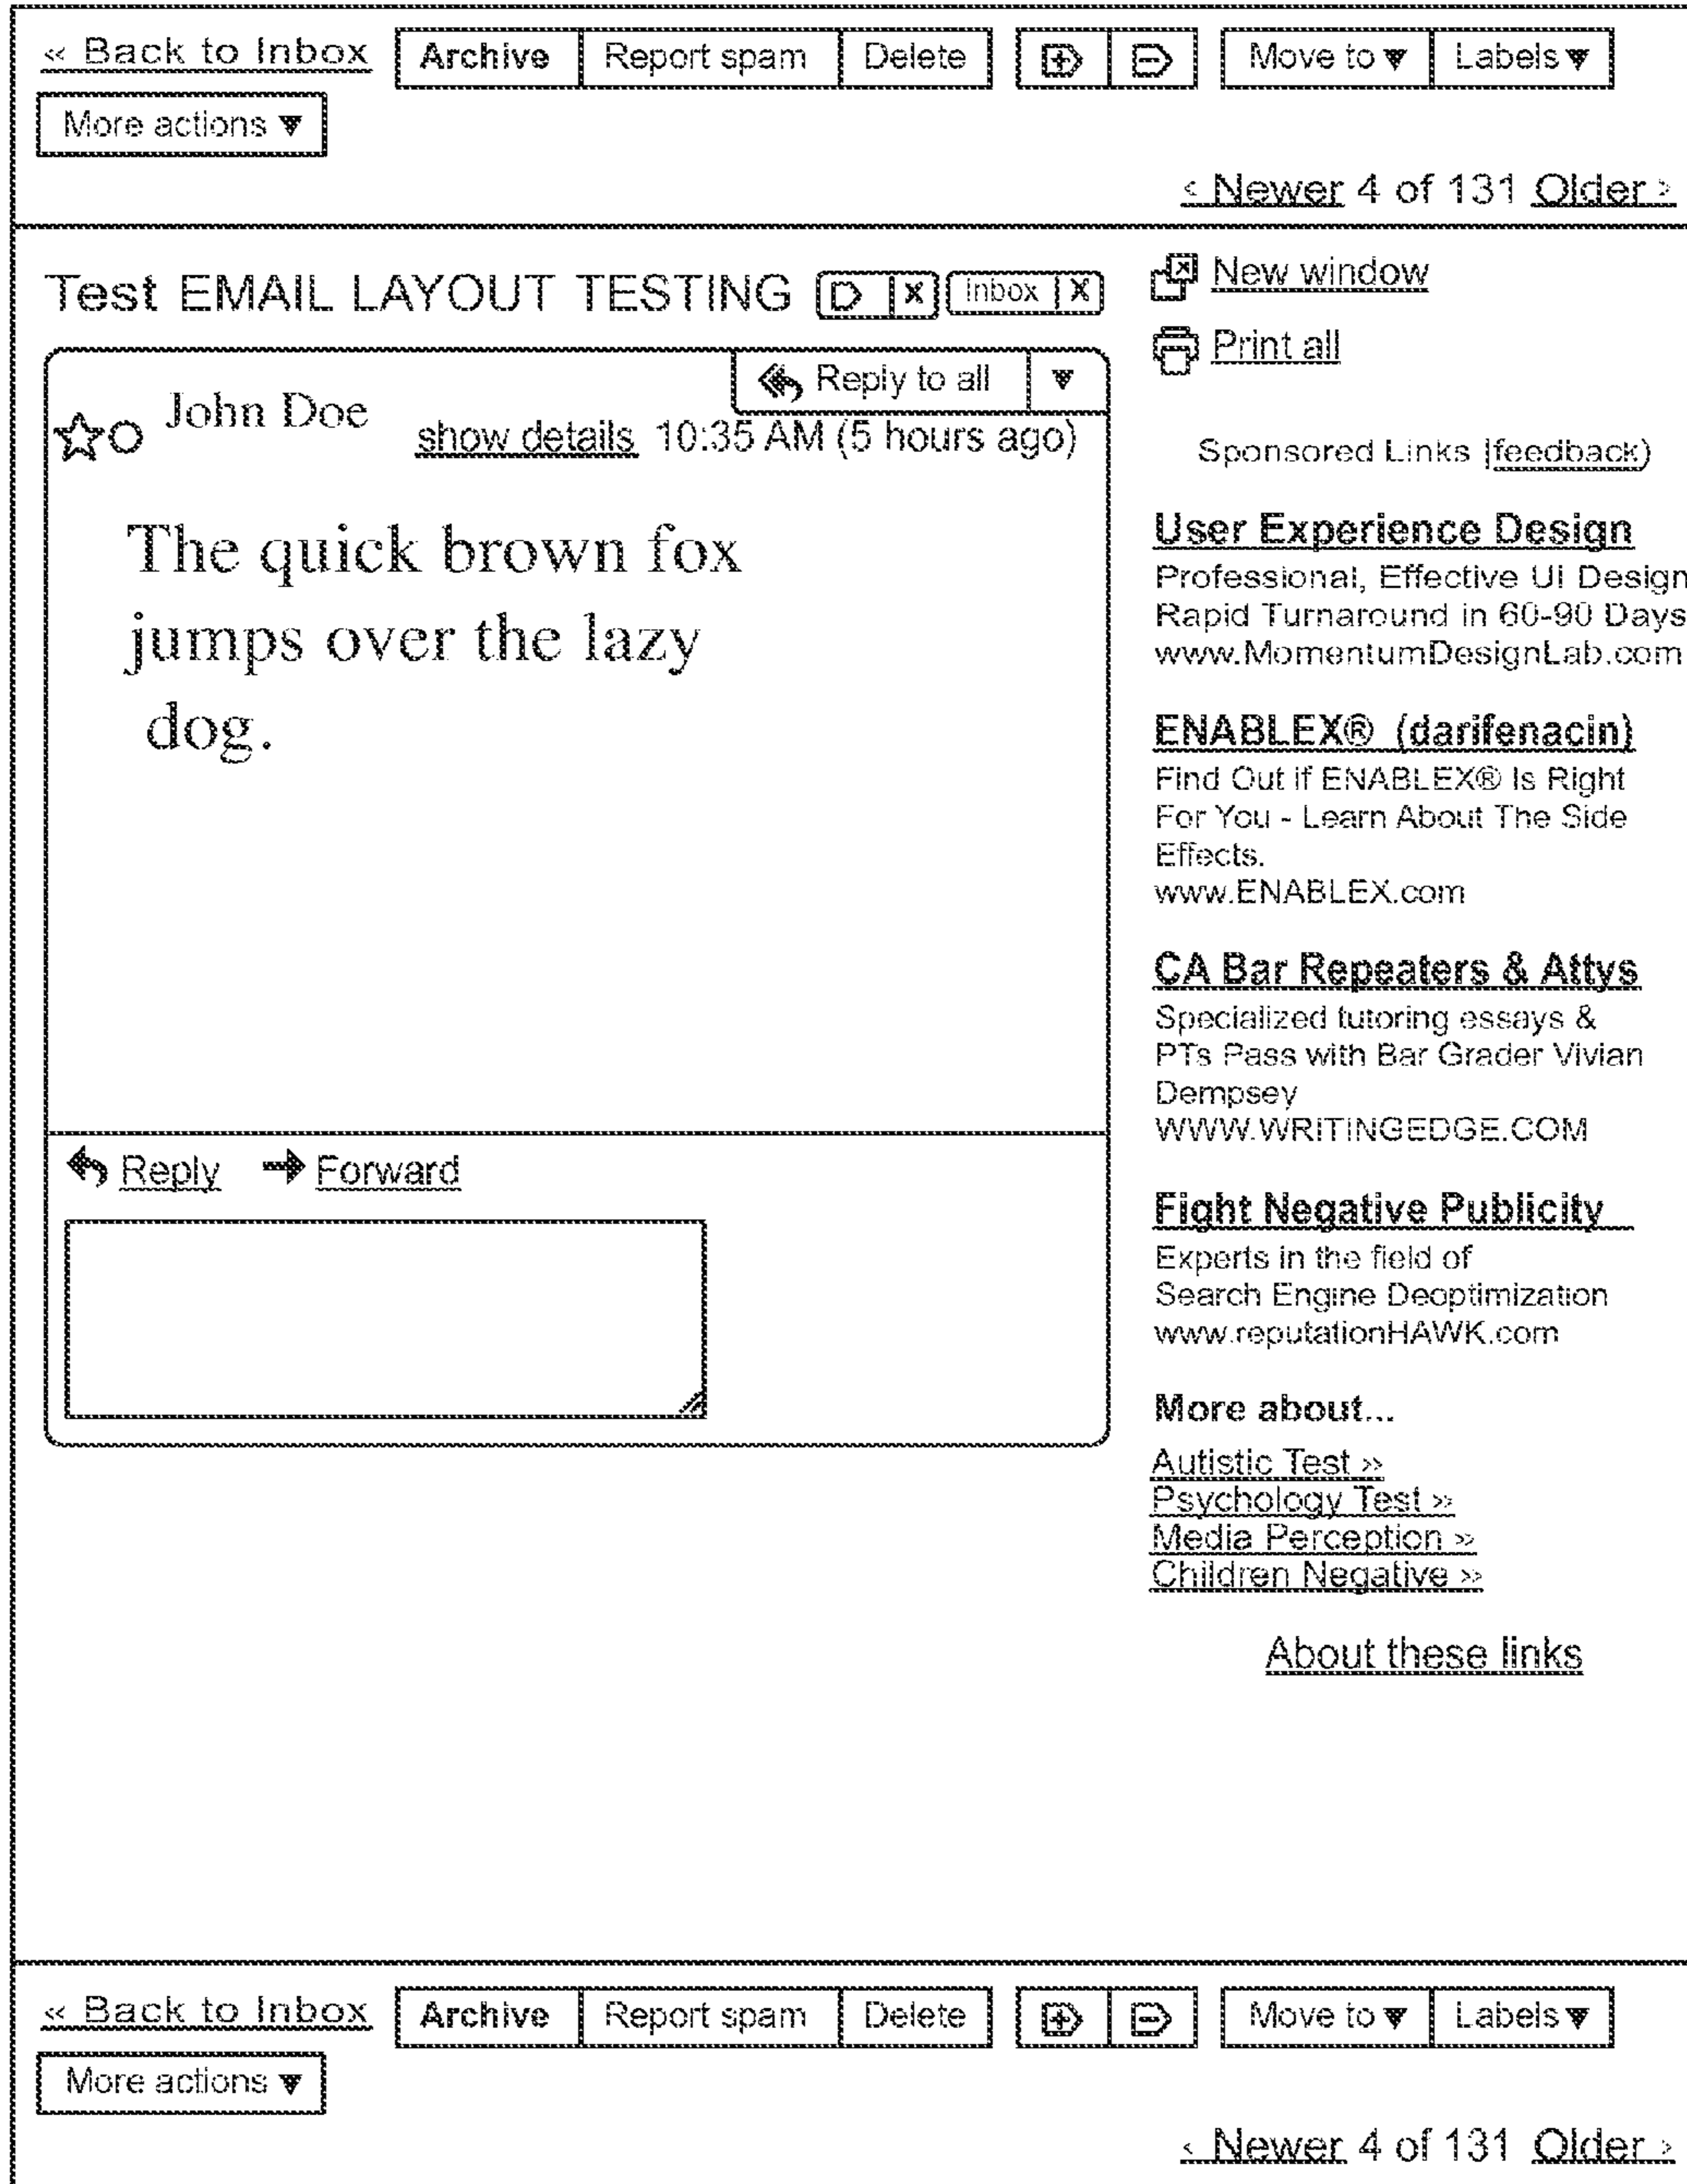 « Back to Inbox Archive Report spam Delete Move to Labels
More actions
‹ Newer 4 of 131 Older ›
Test EMAIL LAYOUT TESTING x inbox X
New window
Print all
Reply to all
John Doe
show details 10:35 AM (5 hours ago)
The quick brown fox
jumps over the lazy
dog.
Reply Forward
Sponsored Links |feedback)
User Experience Design
Professional, Effective UI Design
Rapid Turnaround in 60-90 Days
www.MomentumDesignLab.com
ENABLEX® (darifenacin)
Find Out if ENABLEX® Is Right
For You - Learn About The Side
Effects.
www.ENABLEX.com
CA Bar Repeaters & Attys
Specialized tutoring essays &
PTs Pass with Bar Grader Vivian
Dempsey
WWW.WRITINGEDGE.COM
Fight Negative Publicity
Experts in the field of
Search Engine Deoptimization
www.reputationHAWK.com
More about...
Autistic Test »
Psychology Test »
Media Perception »
Children Negative »
About these links
« Back to Inbox Archive Report spam Delete Move to Labels
More actions
‹ Newer 4 of 131 Older ›